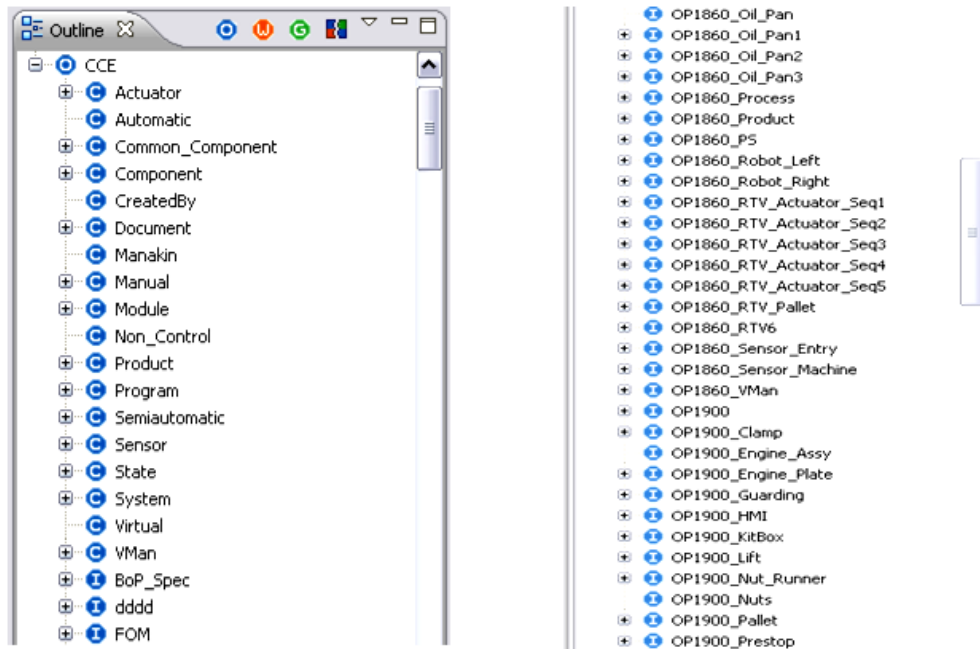 Outline
CCE
Actuator
Automatic
Common_Component
Component
CreatedBy
Document
Manakin
Manual
Module
Non_Control
Product
Program
Semiautomatic
Sensor
State
System
Virtual
VMan
BoP_Spec
dddd
FOM
OP1860_Oil_Pan
OP1860_Oil_Pan1
OP1860_Oil_Pan2
OP1860_Oil_Pan3
OP1860_Process
OP1860_Product
OP1860_PS
OP1860_Robot_Left
OP1860_Robot_Right
OP1860_RTV_Actuator_Seq1
OP1860_RTV_Actuator_Seq2
OP1860_RTV_Actuator_Seq3
OP1860_RTV_Actuator_Seq4
OP1860_RTV_Actuator_Seq5
OP1860_RTV_Pallet
OP1860_RTV6
OP1860_Sensor_Entry
OP1860_Sensor_Machine
OP1860_VMan
OP1900
OP1900_Clamp
OP1900_Engine_Assy
OP1900_Engine_Plate
OP1900_Guarding
OP1900_HMI
OP1900_KitBox
OP1900_Lift
OP1900_Nut_Runner
OP1900_Nuts
OP1900_Pallet
OP1900_Prestop